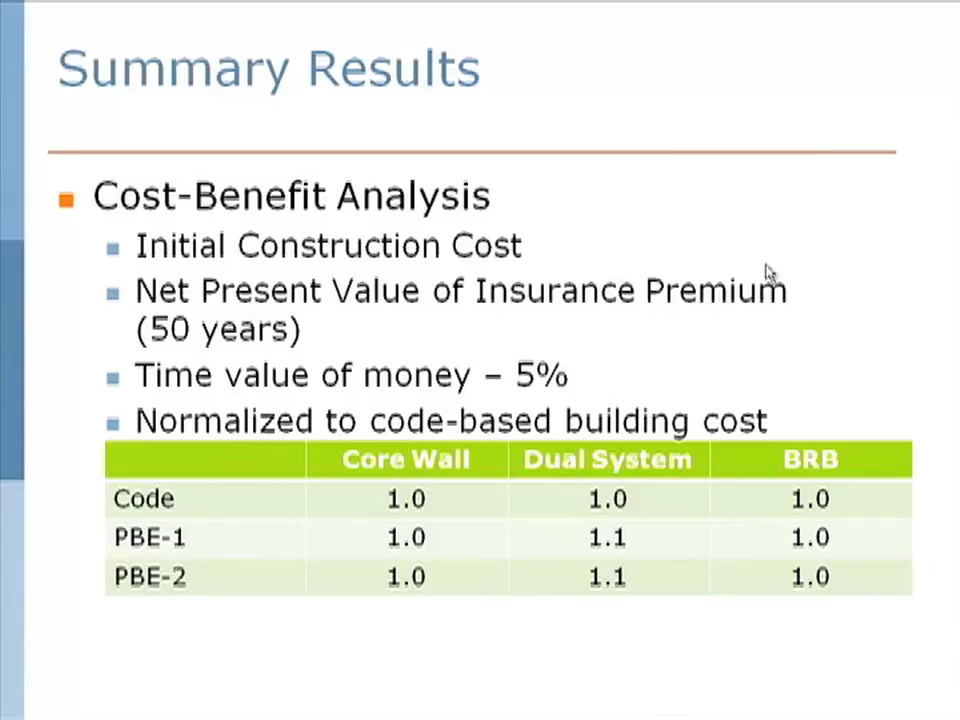 Summary Results
Cost-Benefit Analysis
Initial Construction Cost
Net Present Value of Insurance Premium
(50 years)
Time value of money – 5%
Normalized to code-based building cost
Core Wall Dual System BRB
Code 1.0 1.0 1.0
PBE-1 1.0 1.1 1.0
PBE-2 1.0 1.1 1.0